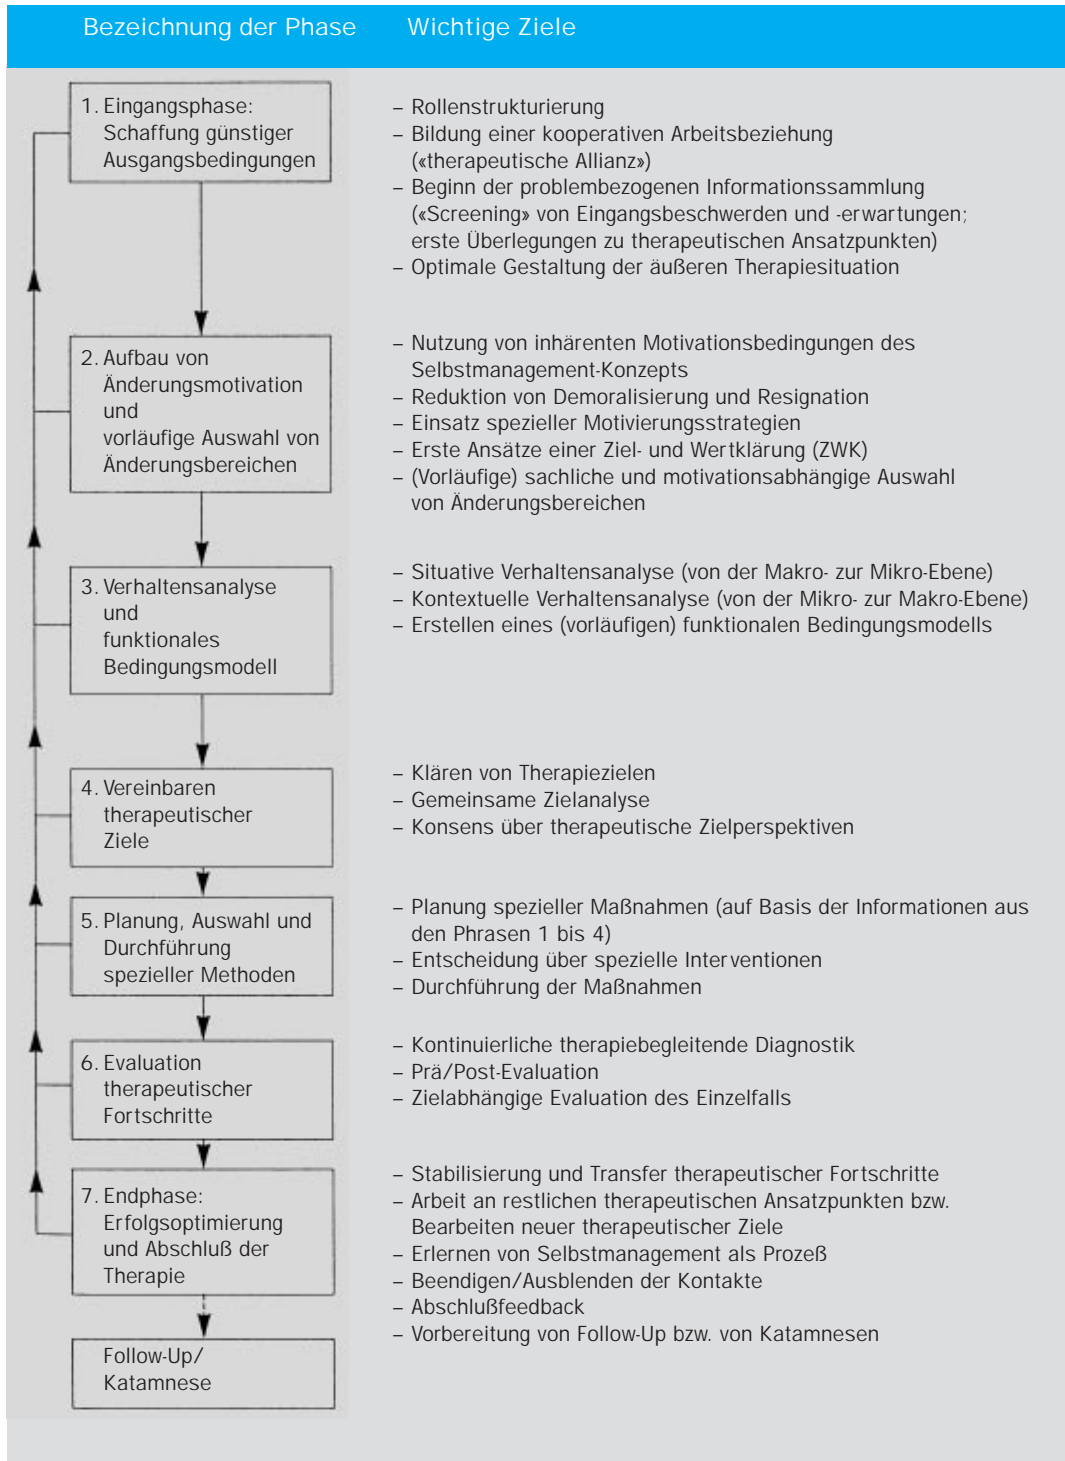 Bezeichnung der Phase Wichtige Ziele
1. Eingangsphase:
Schaffung günstiger
Ausgangsbedingungen
– Rollenstrukturierung
– Bildung einer kooperativen Arbeitsbeziehung
(«therapeutische Allianz»)
– Beginn der problembezogenen Informationssammlung
(«Screening» von Eingangsbeschwerden und -erwartungen;
erste Überlegungen zu therapeutischen Ansatzpunkten)
– Optimale Gestaltung der äußeren Therapiesituation
2. Aufbau von
Änderungsmotivation
und
vorläufige Auswahl von
Änderungsbereichen
– Nutzung von inhärenten Motivationsbedingungen des
Selbstmanagement-Konzepts
– Reduktion von Demoralisierung und Resignation
– Einsatz spezieller Motivierungsstrategien
– Erste Ansätze einer Ziel- und Wertklärung (ZWK)
– (Vorläufige) sachliche und motivationsabhängige Auswahl
von Änderungsbereichen
3. Verhaltensanalyse
und
funktionales
Bedingungsmodell
– Situative Verhaltensanalyse (von der Makro- zur Mikro-Ebene)
– Kontextuelle Verhaltensanalyse (von der Mikro- zur Makro-Ebene)
– Erstellen eines (vorläufigen) funktionalen Bedingungsmodells
4. Vereinbaren
therapeutischer
Ziele
– Klären von Therapiezielen
– Gemeinsame Zielanalyse
– Konsens über therapeutische Zielperspektiven
5. Planung, Auswahl und
Durchführung
spezieller Methoden
– Planung spezieller Maßnahmen (auf Basis der Informationen aus
den Phrasen 1 bis 4)
– Entscheidung über spezielle Interventionen
– Durchführung der Maßnahmen
6. Evaluation
therapeutischer
Fortschritte
– Kontinuierliche therapiebegleitende Diagnostik
– Prä/Post-Evaluation
– Zielabhängige Evaluation des Einzelfalls
7. Endphase:
Erfolgsoptimierung
und Abschluß der
Therapie
– Stabilisierung und Transfer therapeutischer Fortschritte
– Arbeit an restlichen therapeutischen Ansatzpunkten bzw.
Bearbeiten neuer therapeutischer Ziele
– Erlernen von Selbstmanagement als Prozeß
– Beendigen/Ausblenden der Kontakte
– Abschlußfeedback
– Vorbereitung von Follow-Up bzw. von Katamnesen
Follow-Up/
Katamnese